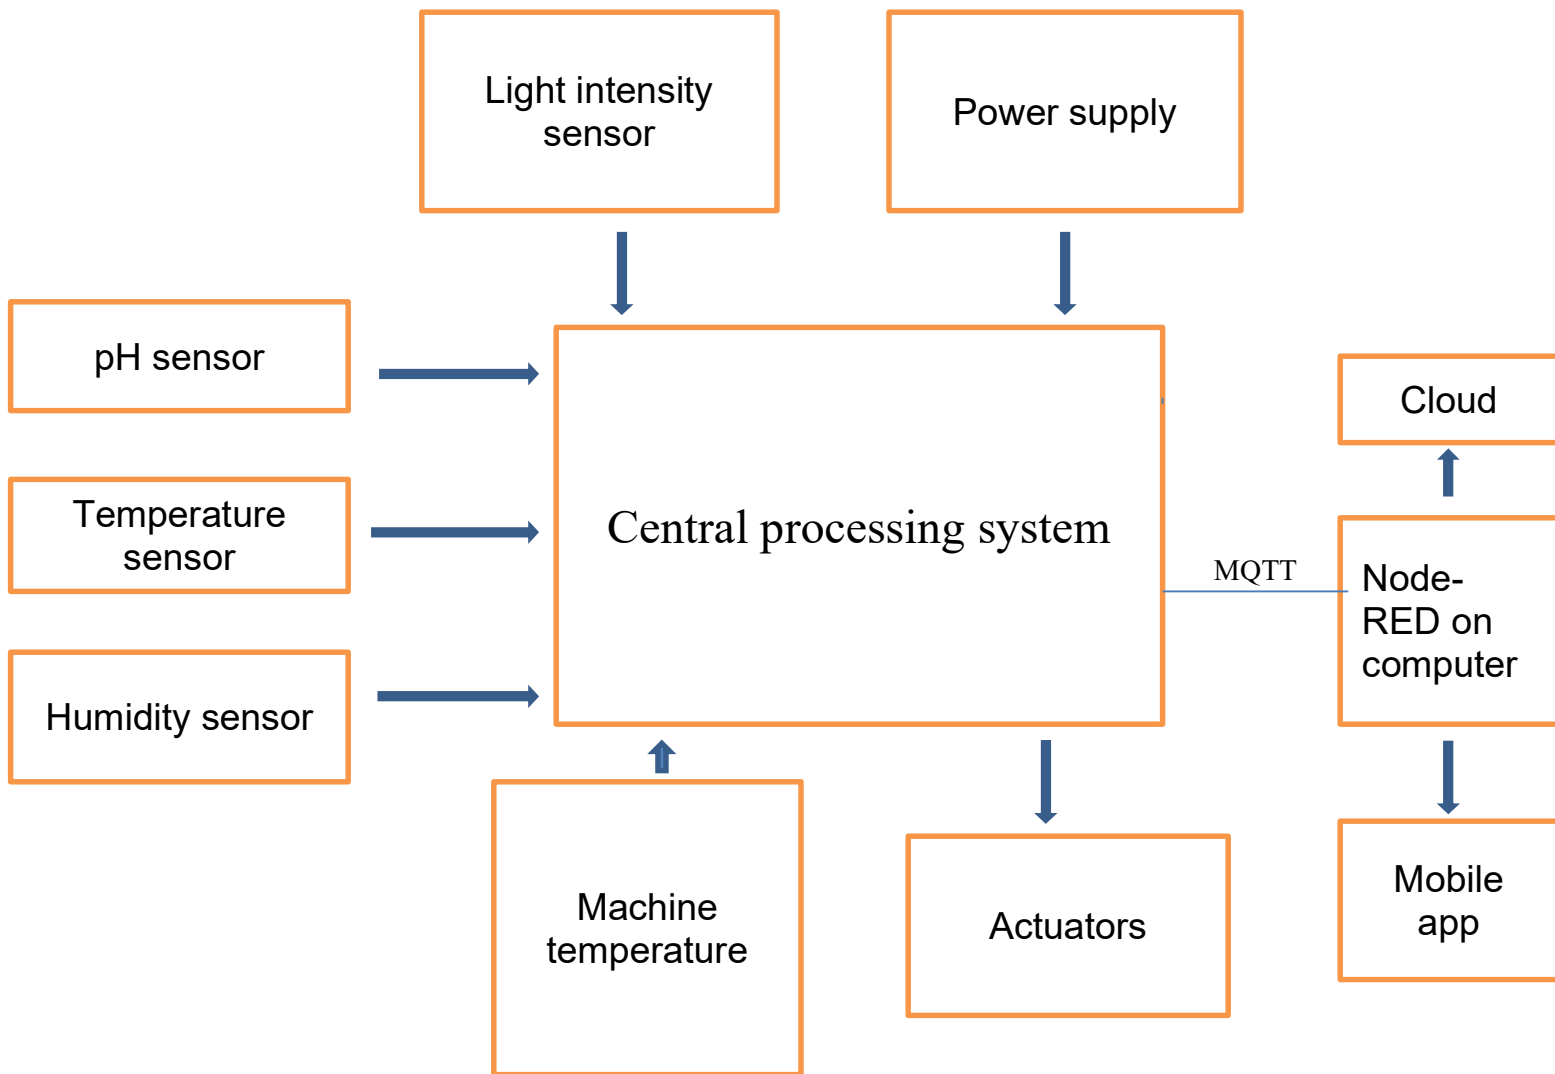 Light intensity
sensor
Power supply
pH sensor
Cloud
Temperature
sensor
Central processing system
MQTT
Node-
RED on
computer
Humidity sensor
Machine
temperature
Actuators
Mobile
app